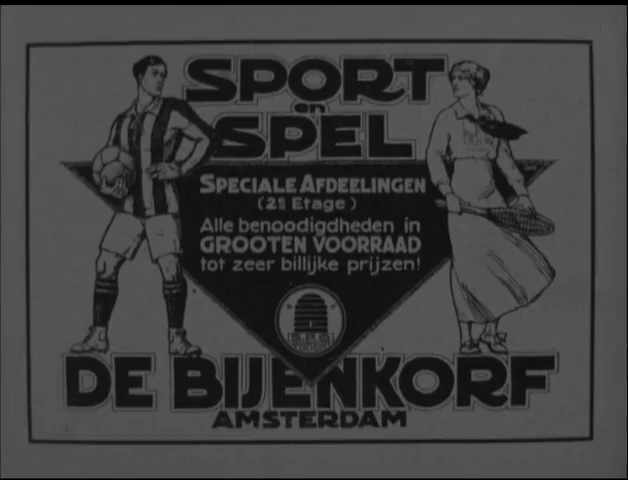 SPORT
en
SPEL
SPECIALE AFDEELINGEN
(2e Etage)
Alle benoodigdheden in
GROOTEN VOORRAAD
tot zeer billijke prijzen!
DE BIJENKORF
AMSTERDAM